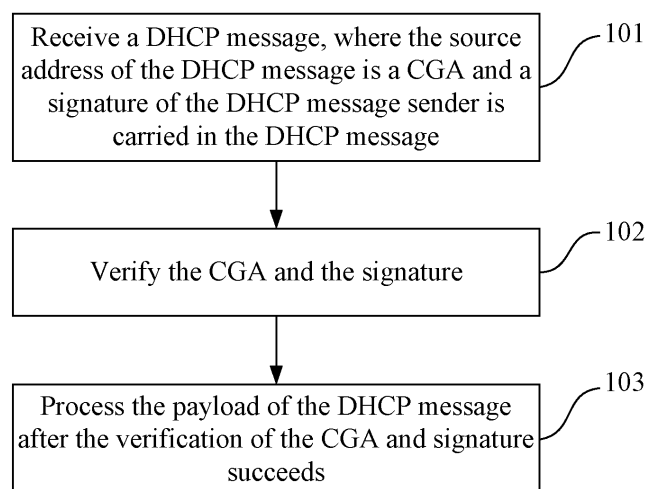 Receive a DHCP message, where the source
address of the DHCP message is a CGA and a
signature of the DHCP message sender is
carried in the DHCP message
101
Verify the CGA and the signature
102
Process the payload of the DHCP message
after the verification of the CGA and signature
succeeds
103